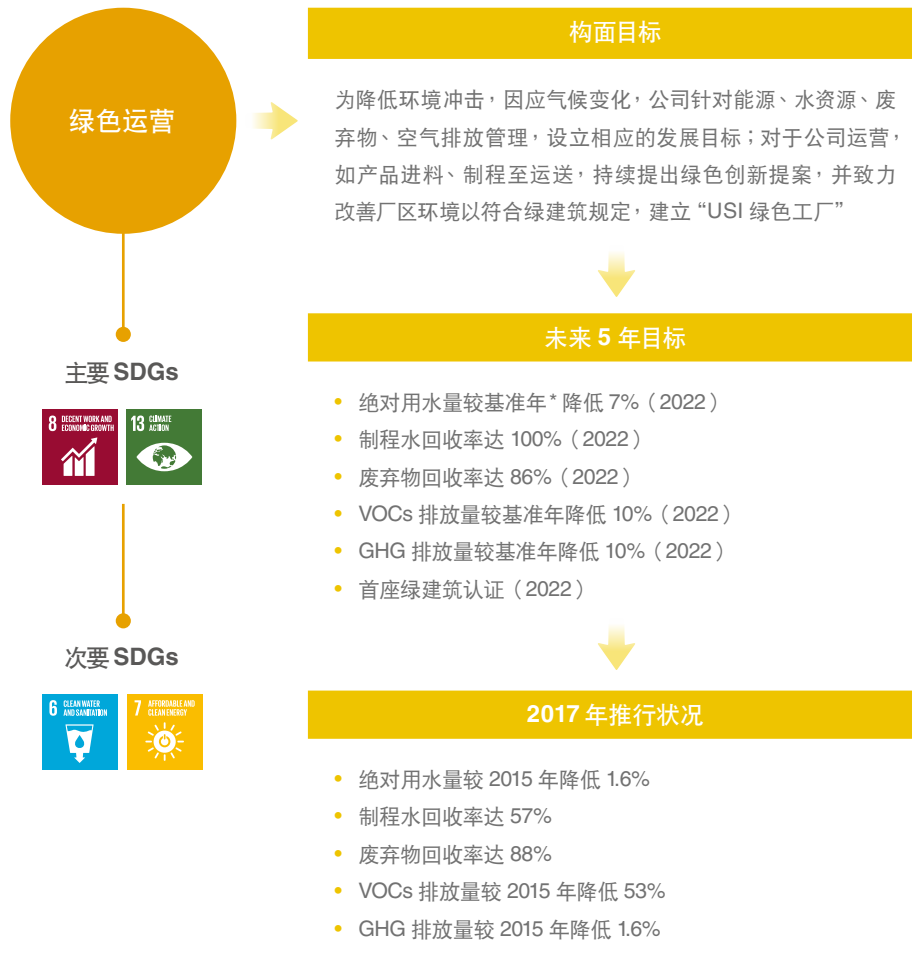 绿色运营
构面目标
为降低环境冲击，因应气候变化，公司针对能源、水资源、废
弃物、空气排放管理，设立相应的发展目标；对于公司运营，
如产品进料、制程至运送，持续提出绿色创新提案，并致力
改善厂区环境以符合绿建筑规定，建立 “USI 绿色工厂”
未来 5 年目标
• 绝对用水量较基准年* 降低 7%（2022）
• 制程水回收率达 100%（2022）
• 废弃物回收率达 86%（2022）
• VOCs 排放量较基准年降低 10%（2022）
• GHG 排放量较基准年降低 10%（2022）
• 首座绿建筑认证（2022）
2017 年推行状况
• 绝对用水量较 2015 年降低 1.6%
• 制程水回收率达 57%
• 废弃物回收率达 88%
• VOCs 排放量较 2015 年降低 53%
• GHG 排放量较 2015 年降低 1.6%
主要 SDGs
8 DECENT WORK AND
ECONOMIC GROWTH
13 CLIMATE
ACTION
次要 SDGs
6 CLEAN WATER
AND SANITATION
7 AFFORDABLE AND
CLEAN ENERGY